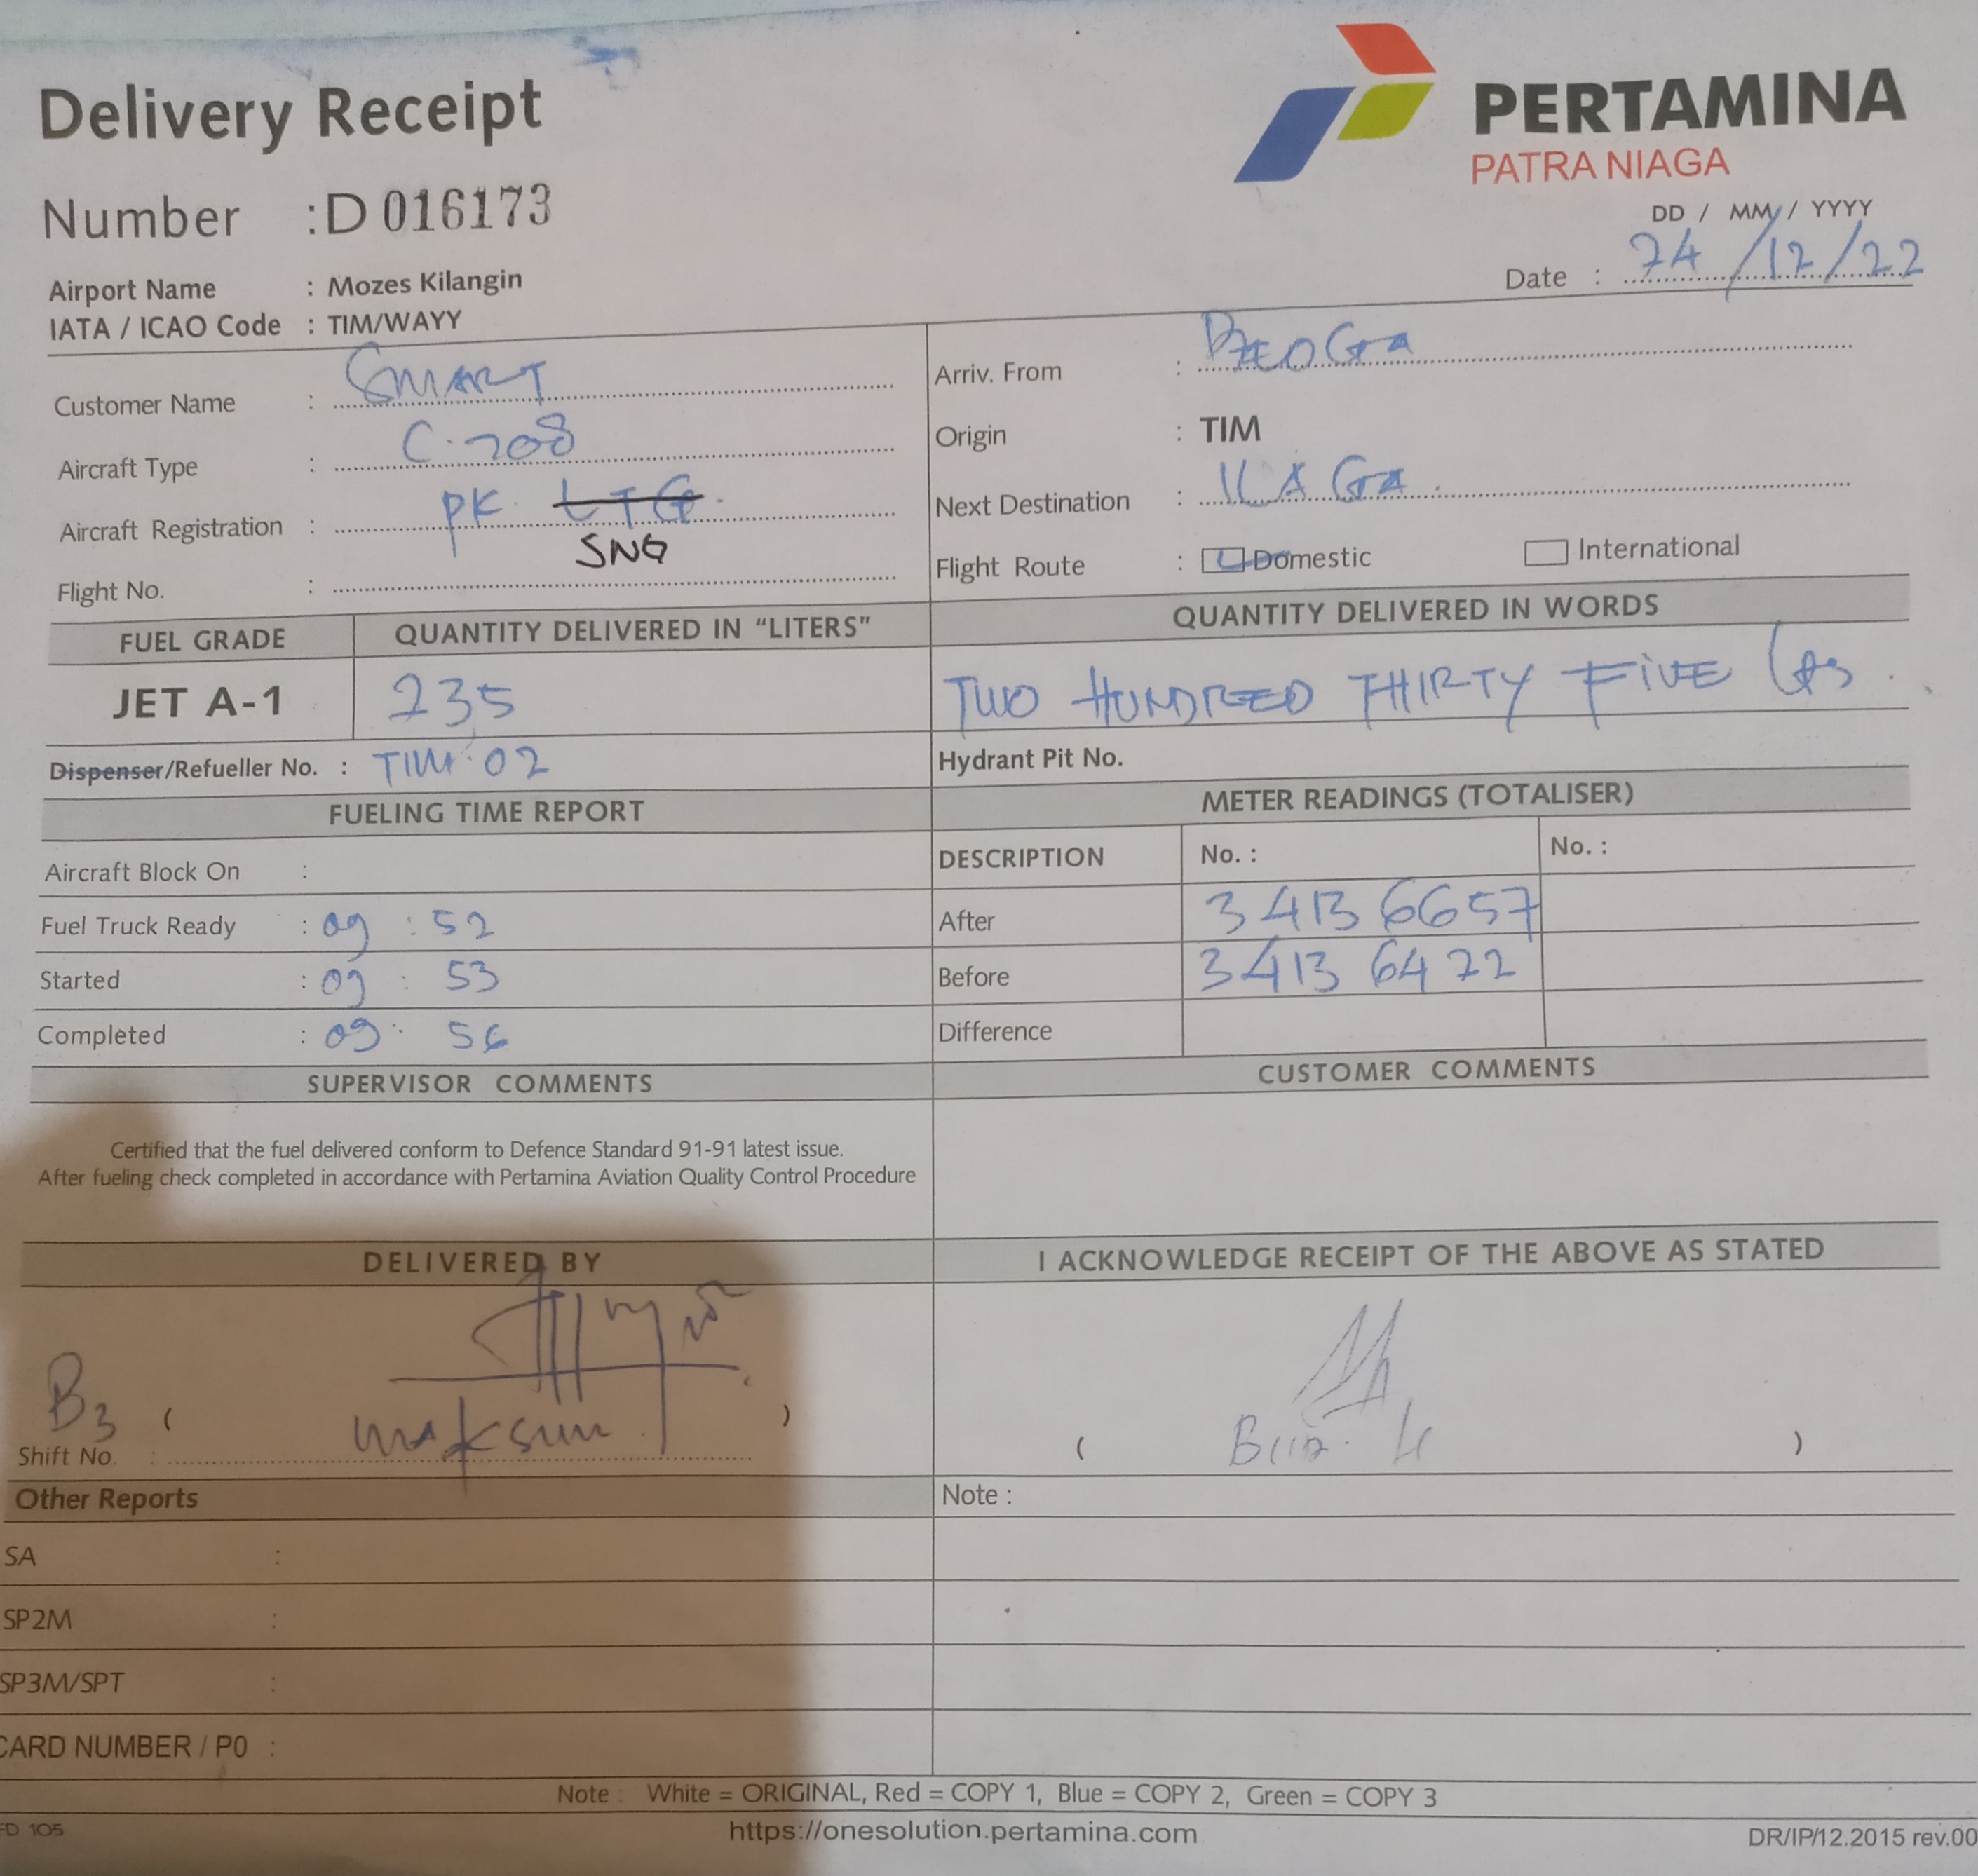 Delivery Receipt
PERTAMINA
PATRA NIAGA
Number : D 016173
DD / MM / YYYY
Date : 24/12/22
Airport Name : Mozes Kilangin
IATA / ICAO Code : TIM/WAYY
Customer Name : SMART
Aircraft Type : C.208
Aircraft Registration : PK LTG
SNG
Flight No. :
Arriv. From : BEOGA
Origin : TIM
Next Destination : ILAGA
Flight Route : Domestic International
FUEL GRADE QUANTITY DELIVERED IN "LITERS" QUANTITY DELIVERED IN WORDS
JET A-1 235 TWO HUNDRED THIRTY FIVE
Dispenser/Refueller No. : TIM.02 Hydrant Pit No.
FUELING TIME REPORT
Aircraft Block On :
Fuel Truck Ready : 09 : 52
Started : 09 : 53
Completed : 09 : 56
METER READINGS (TOTALISER)
DESCRIPTION No. : No. :
After 3413 6657
Before 3413 6422
Difference
SUPERVISOR COMMENTS
Certified that the fuel delivered conform to Defence Standard 91-91 latest issue.
After fueling check completed in accordance with Pertamina Aviation Quality Control Procedure
CUSTOMER COMMENTS
DELIVERED BY
B3 ( maksum )
Shift No. :
I ACKNOWLEDGE RECEIPT OF THE ABOVE AS STATED
( )
Other Reports
Note :
SA :
SP2M :
SP3M/SPT :
CARD NUMBER / P0 :
Note : White = ORIGINAL, Red = COPY 1, Blue = COPY 2, Green = COPY 3
FD 105
https://onesolution.pertamina.com
DR/IP/12.2015 rev.00